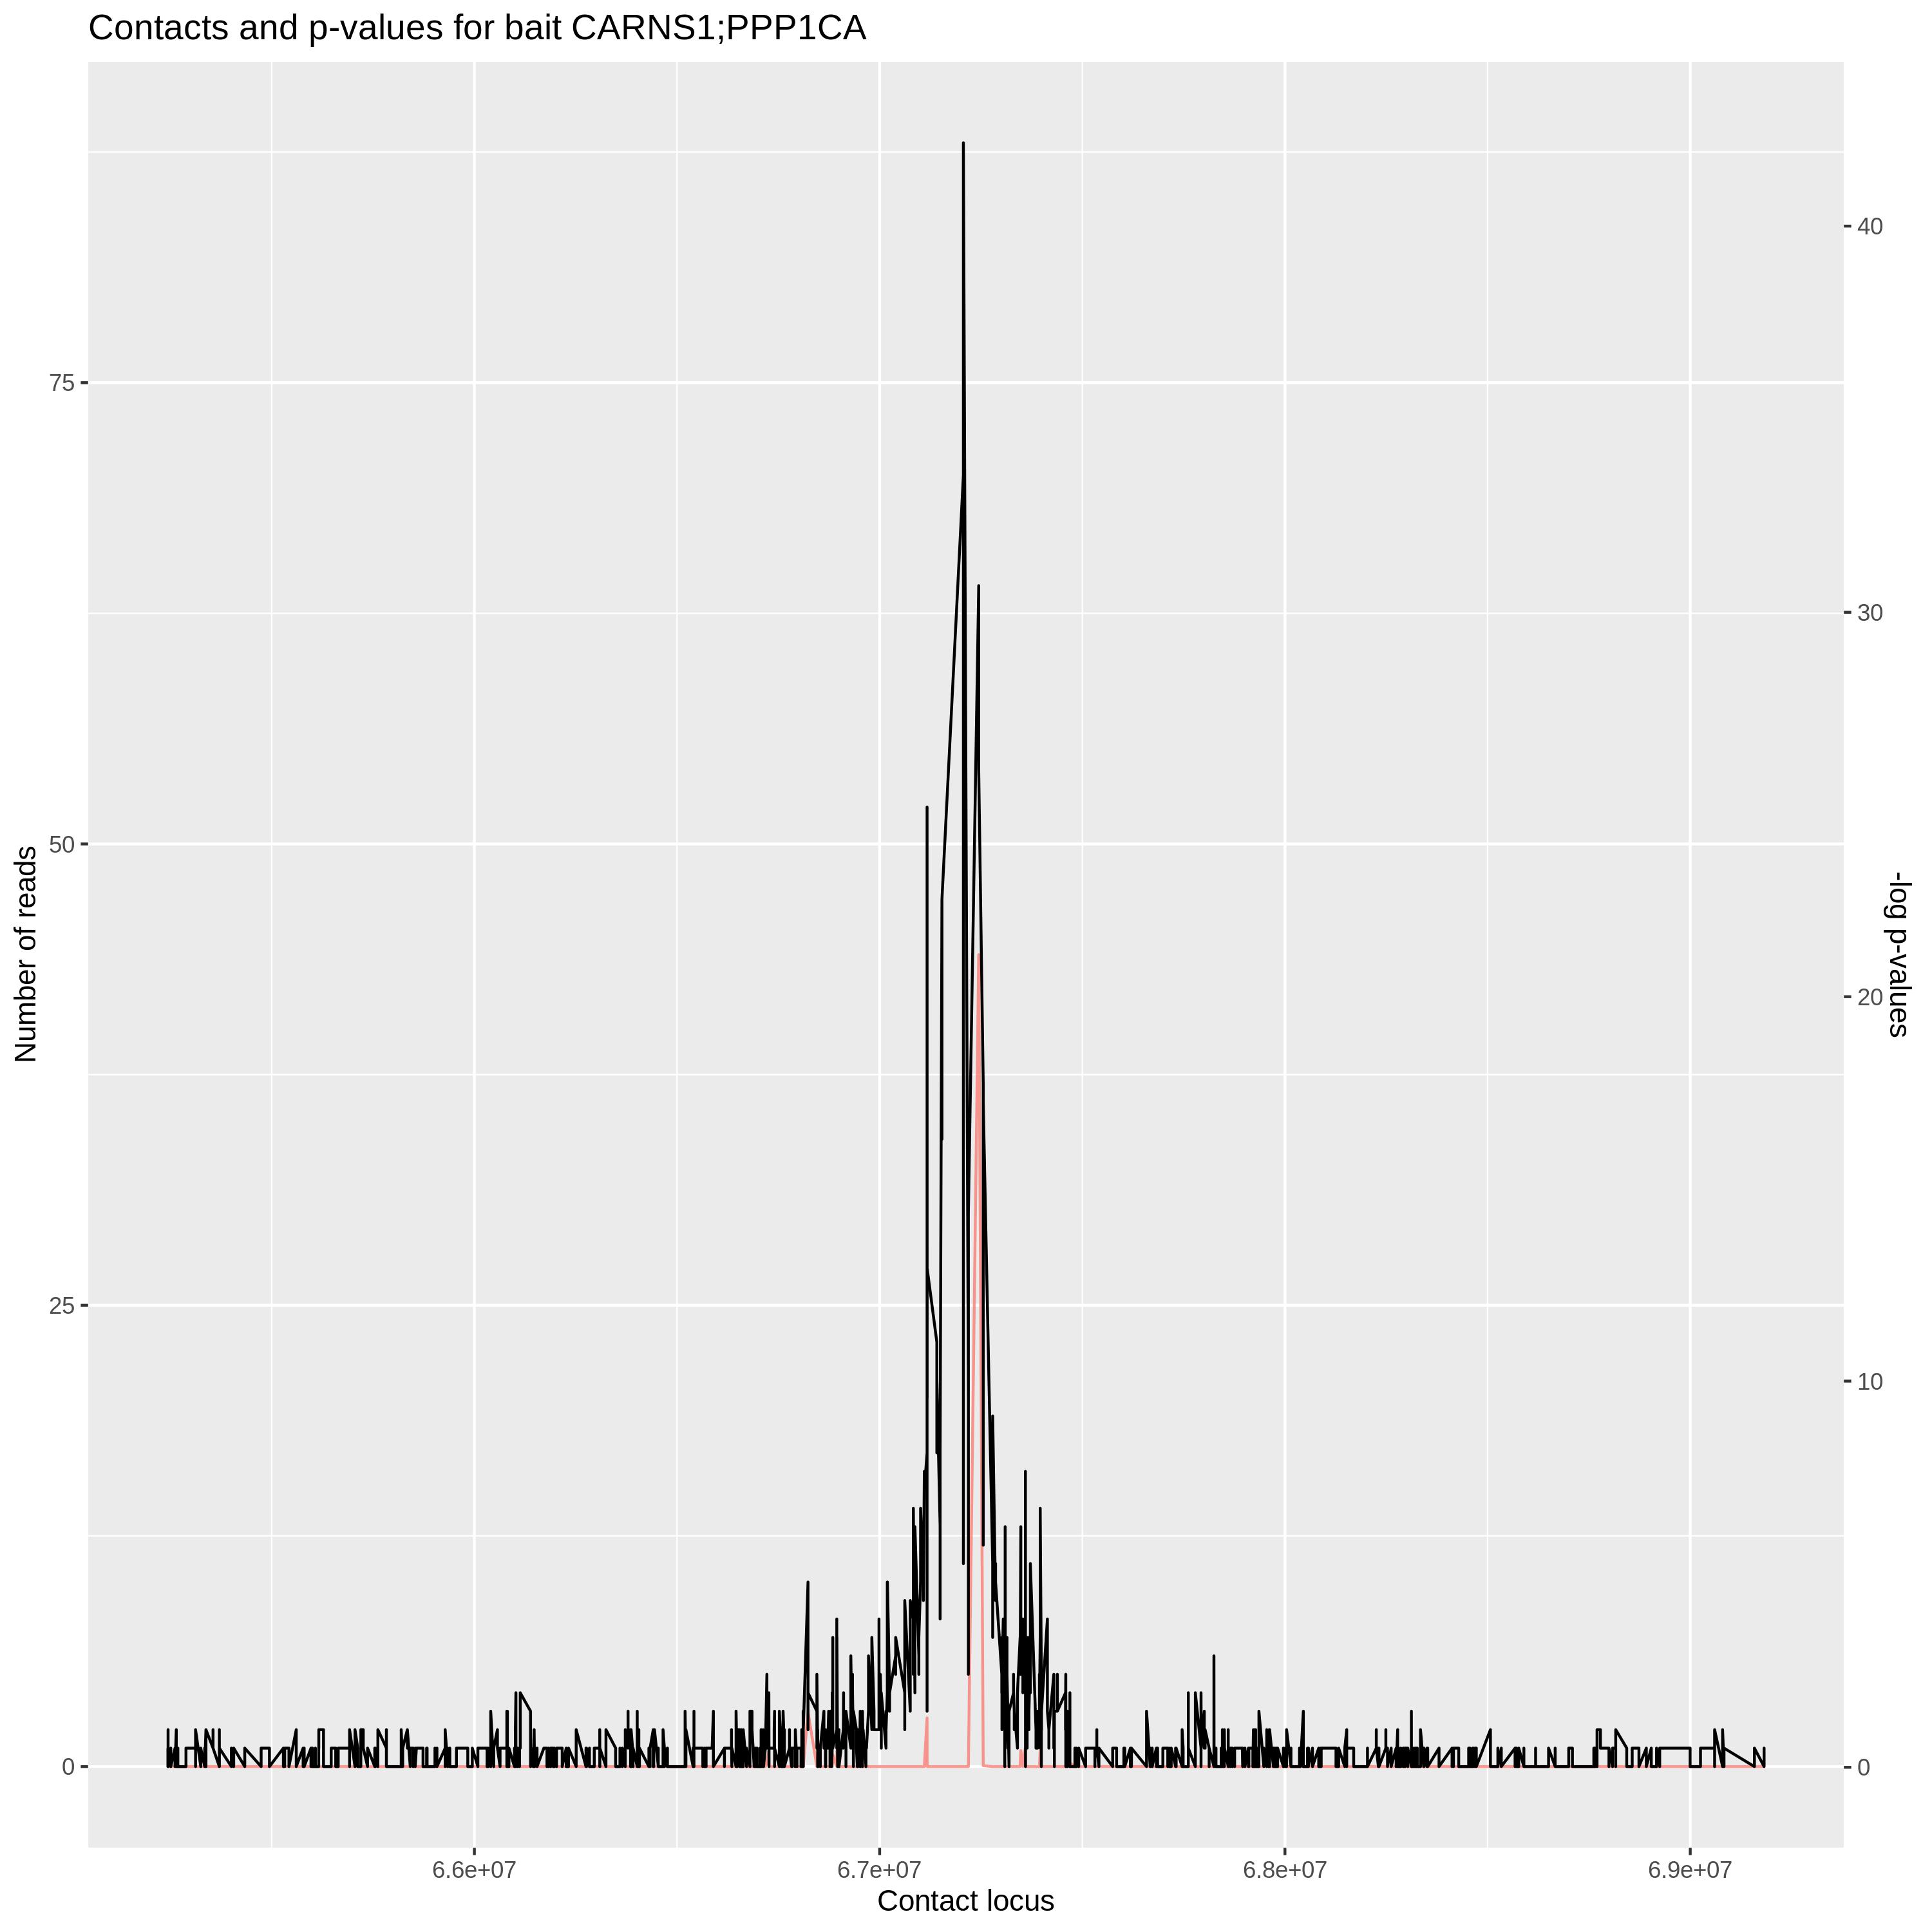 Contacts and p-values for bait CARNS1;PPP1CA
75
50
25
0
Number of reads
40
30
20
10
0
-log p-values
6.6e+07
6.7e+07
6.8e+07
6.9e+07
Contact locus